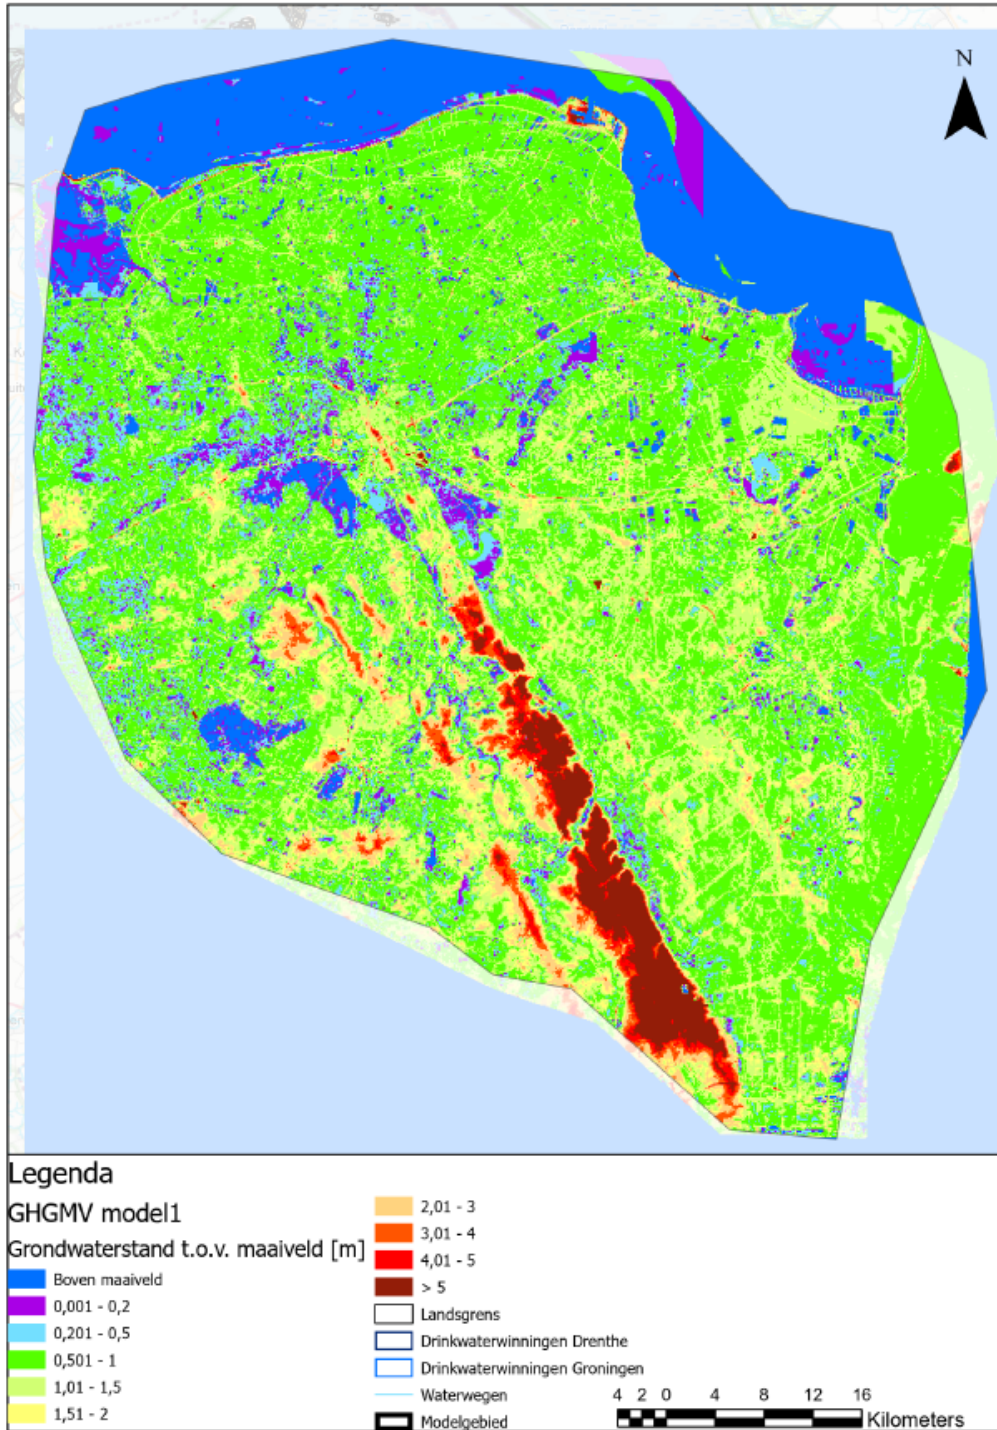 N
Legenda
GHGMV model1
Grondwaterstand t.o.v. maaiveld [m]
Boven maaiveld
0,001 - 0,2
0,201 - 0,5
0,501 - 1
1,01 - 1,5
1,51 - 2
2,01 - 3
3,01 - 4
4,01 - 5
> 5
Landsgrens
Drinkwaterwinningen Drenthe
Drinkwaterwinningen Groningen
Waterwegen
Modelgebied
4 2 0 4 8 12 16
Kilometers